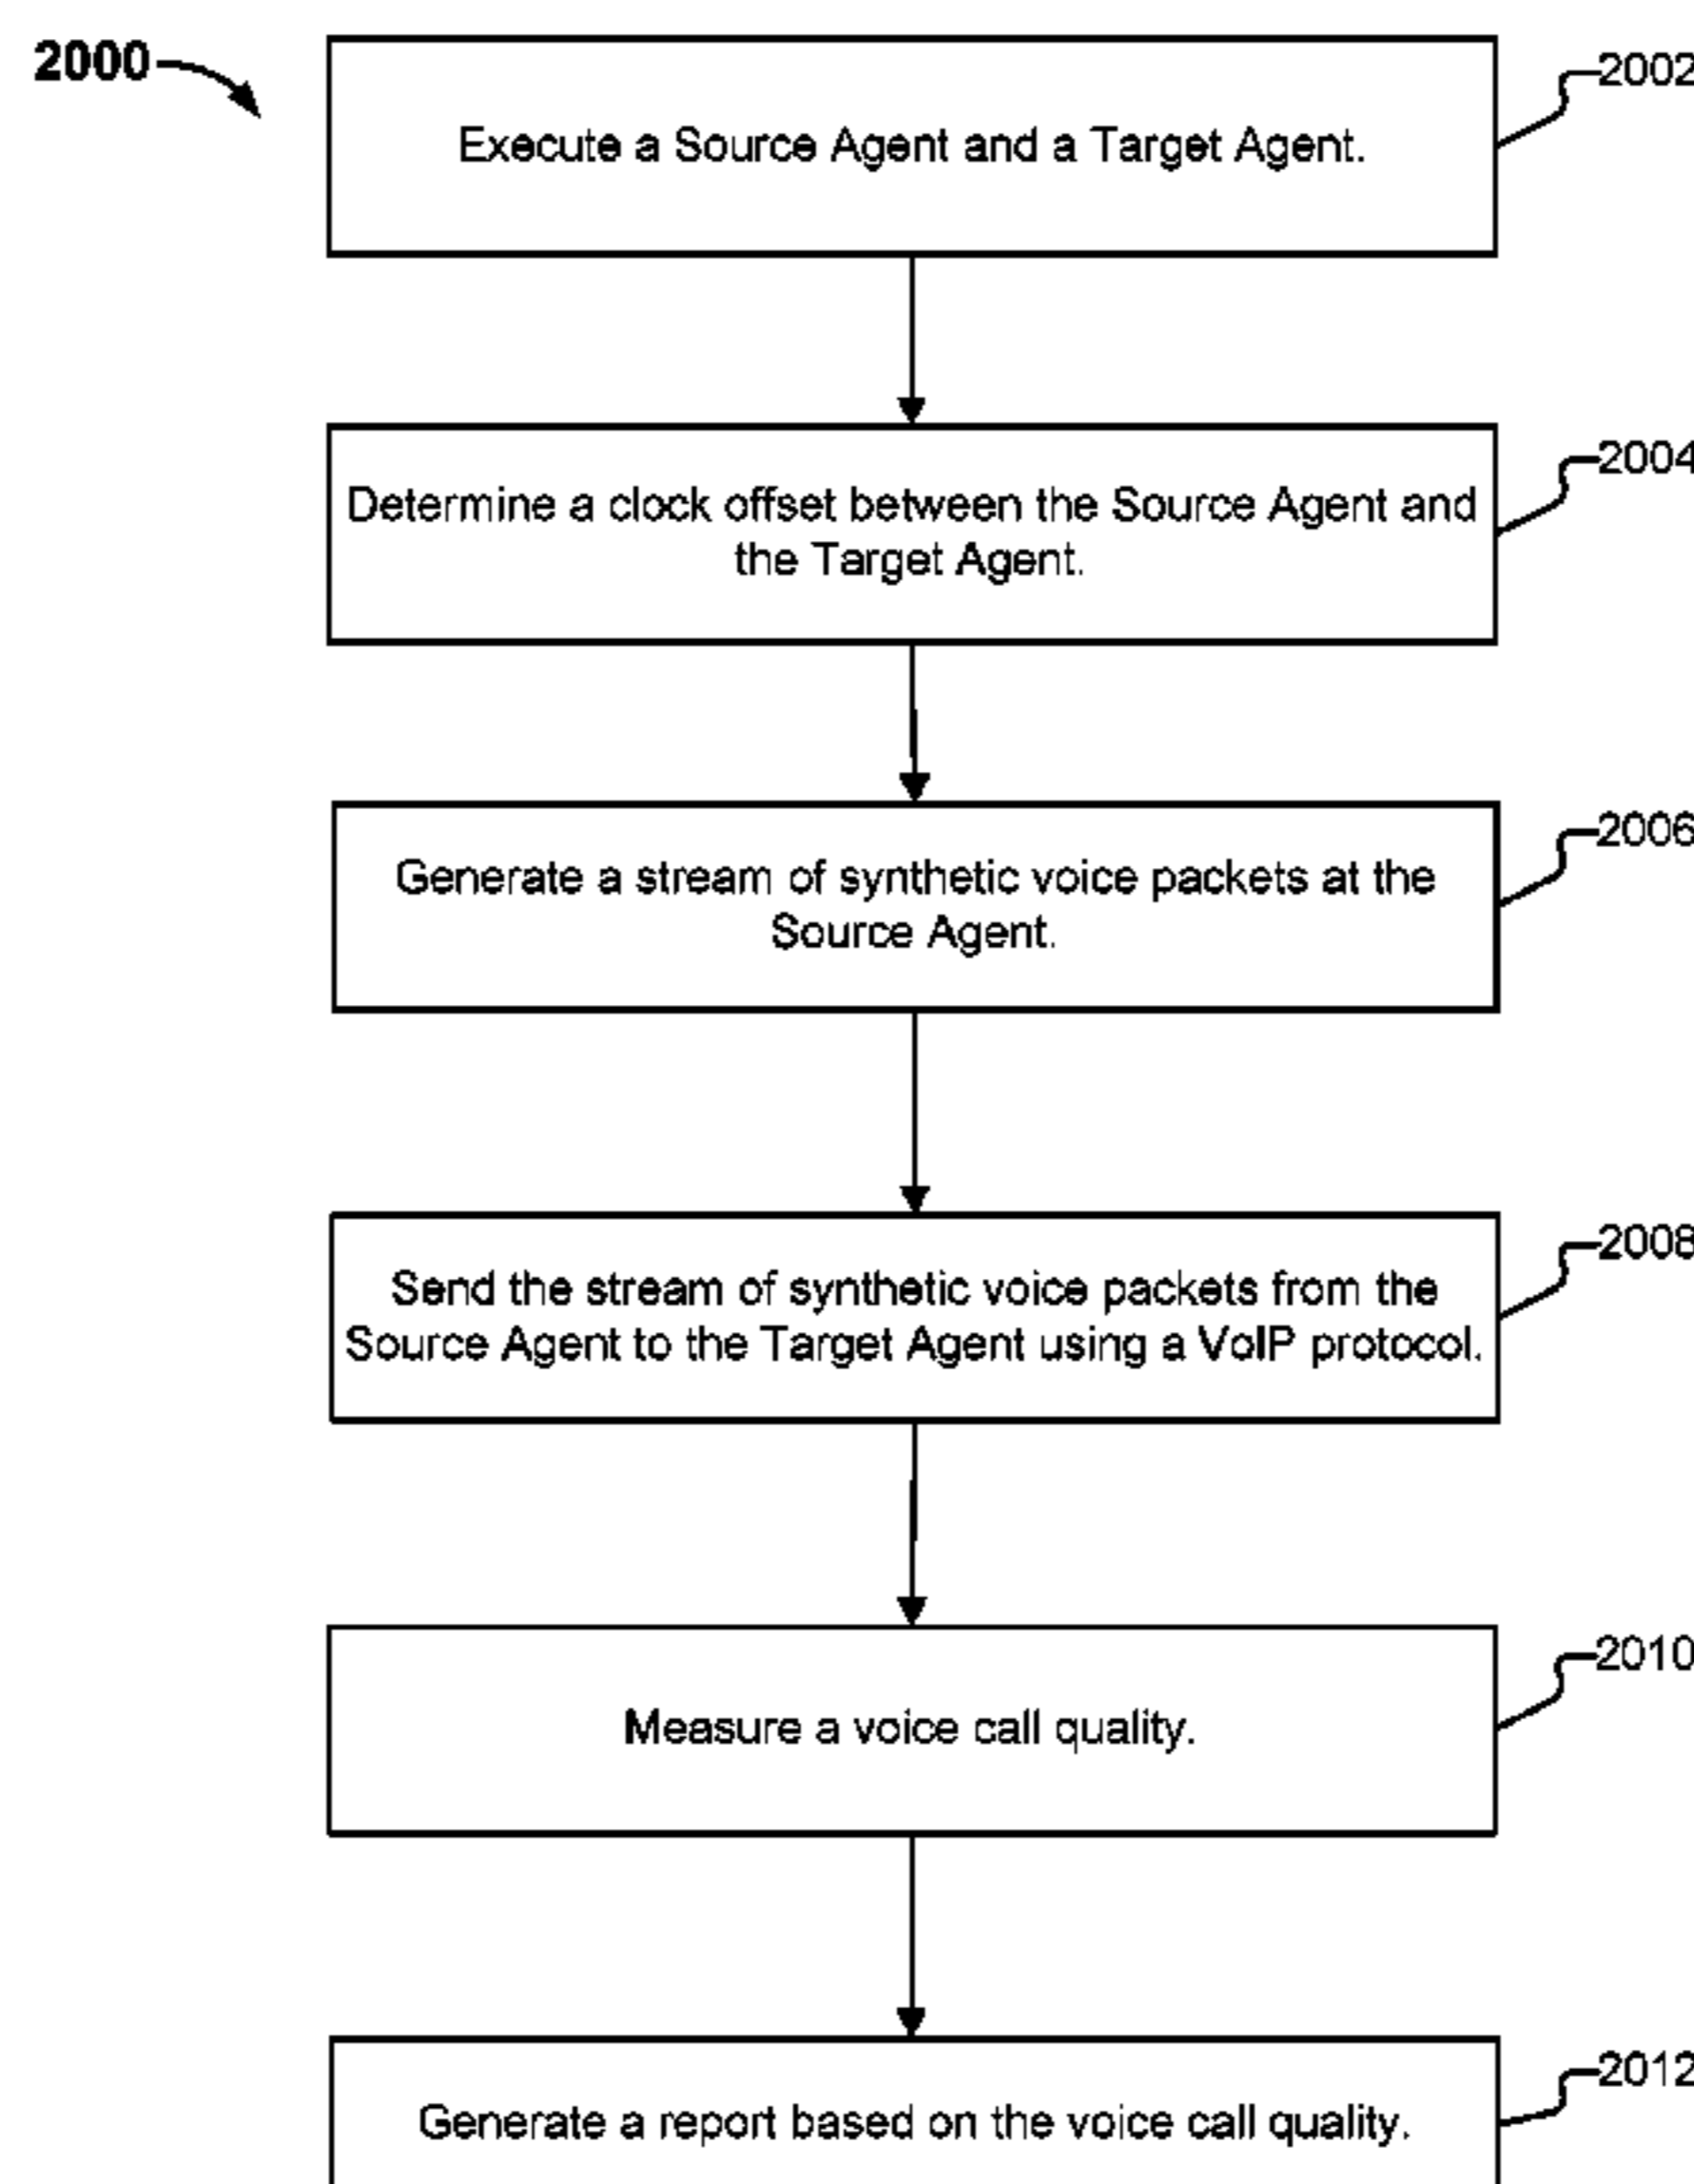 2000
2002
Execute a Source Agent and a Target Agent.
2004
Determine a clock offset between the Source Agent and
the Target Agent.
2006
Generate a stream of synthetic voice packets at the
Source Agent.
2008
Send the stream of synthetic voice packets from the
Source Agent to the Target Agent using a VoIP protocol.
2010
Measure a voice call quality.
2012
Generate a report based on the voice call quality.